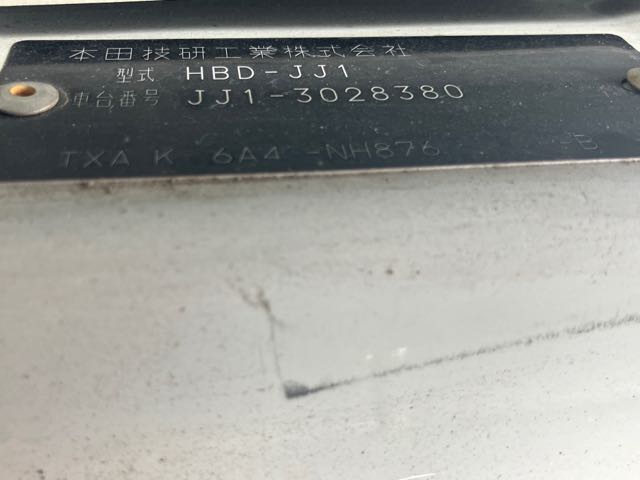 本田技研工業株式会社
型式 HBD-JJ1
車台番号 JJ1-3028380
TXA K 6A4 -NH876